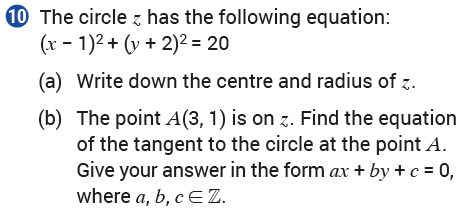 10 The circle z has the following equation:
(x − 1)² + (y + 2)² = 20
(a) Write down the centre and radius of z.
(b) The point A(3, 1) is on z. Find the equation
of the tangent to the circle at the point A.
Give your answer in the form ax + by + c = 0,
where a, b, c ∈ ℤ.